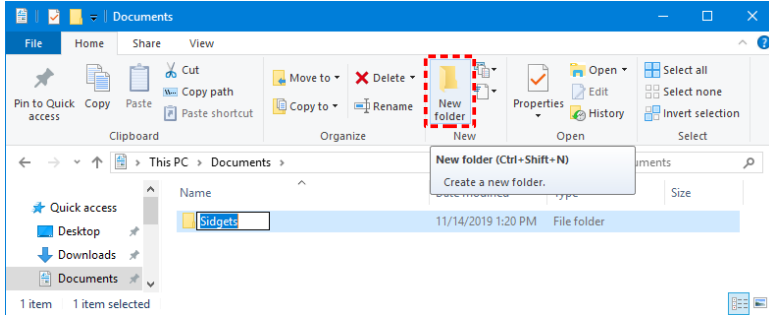 Documents
File Home Share View
Pin to Quick access
Copy
Paste
Cut
Copy path
Paste shortcut
Clipboard
Move to
Copy to
Delete
Rename
Organize
New folder
New
Properties
Open
Edit
History
Open
Select all
Select none
Invert selection
Select
This PC > Documents >
New folder (Ctrl+Shift+N)
Create a new folder.
Name
Type
Size
Quick access
Desktop
Downloads
Documents
Sidgets 11/14/2019 1:20 PM File folder
1 item 1 item selected